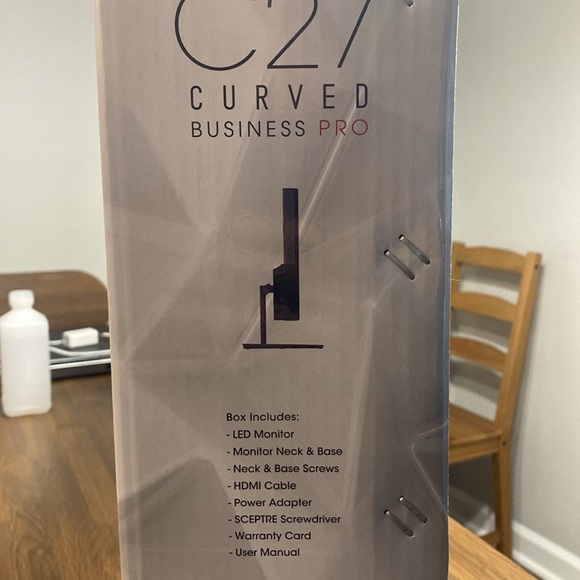 C27
CURVED
BUSINESS PRO
Box Includes:
- LED Monitor
- Monitor Neck & Base
- Neck & Base Screws
- HDMI Cable
- Power Adapter
- SCEPTRE Screwdriver
- Warranty Card
- User Manual